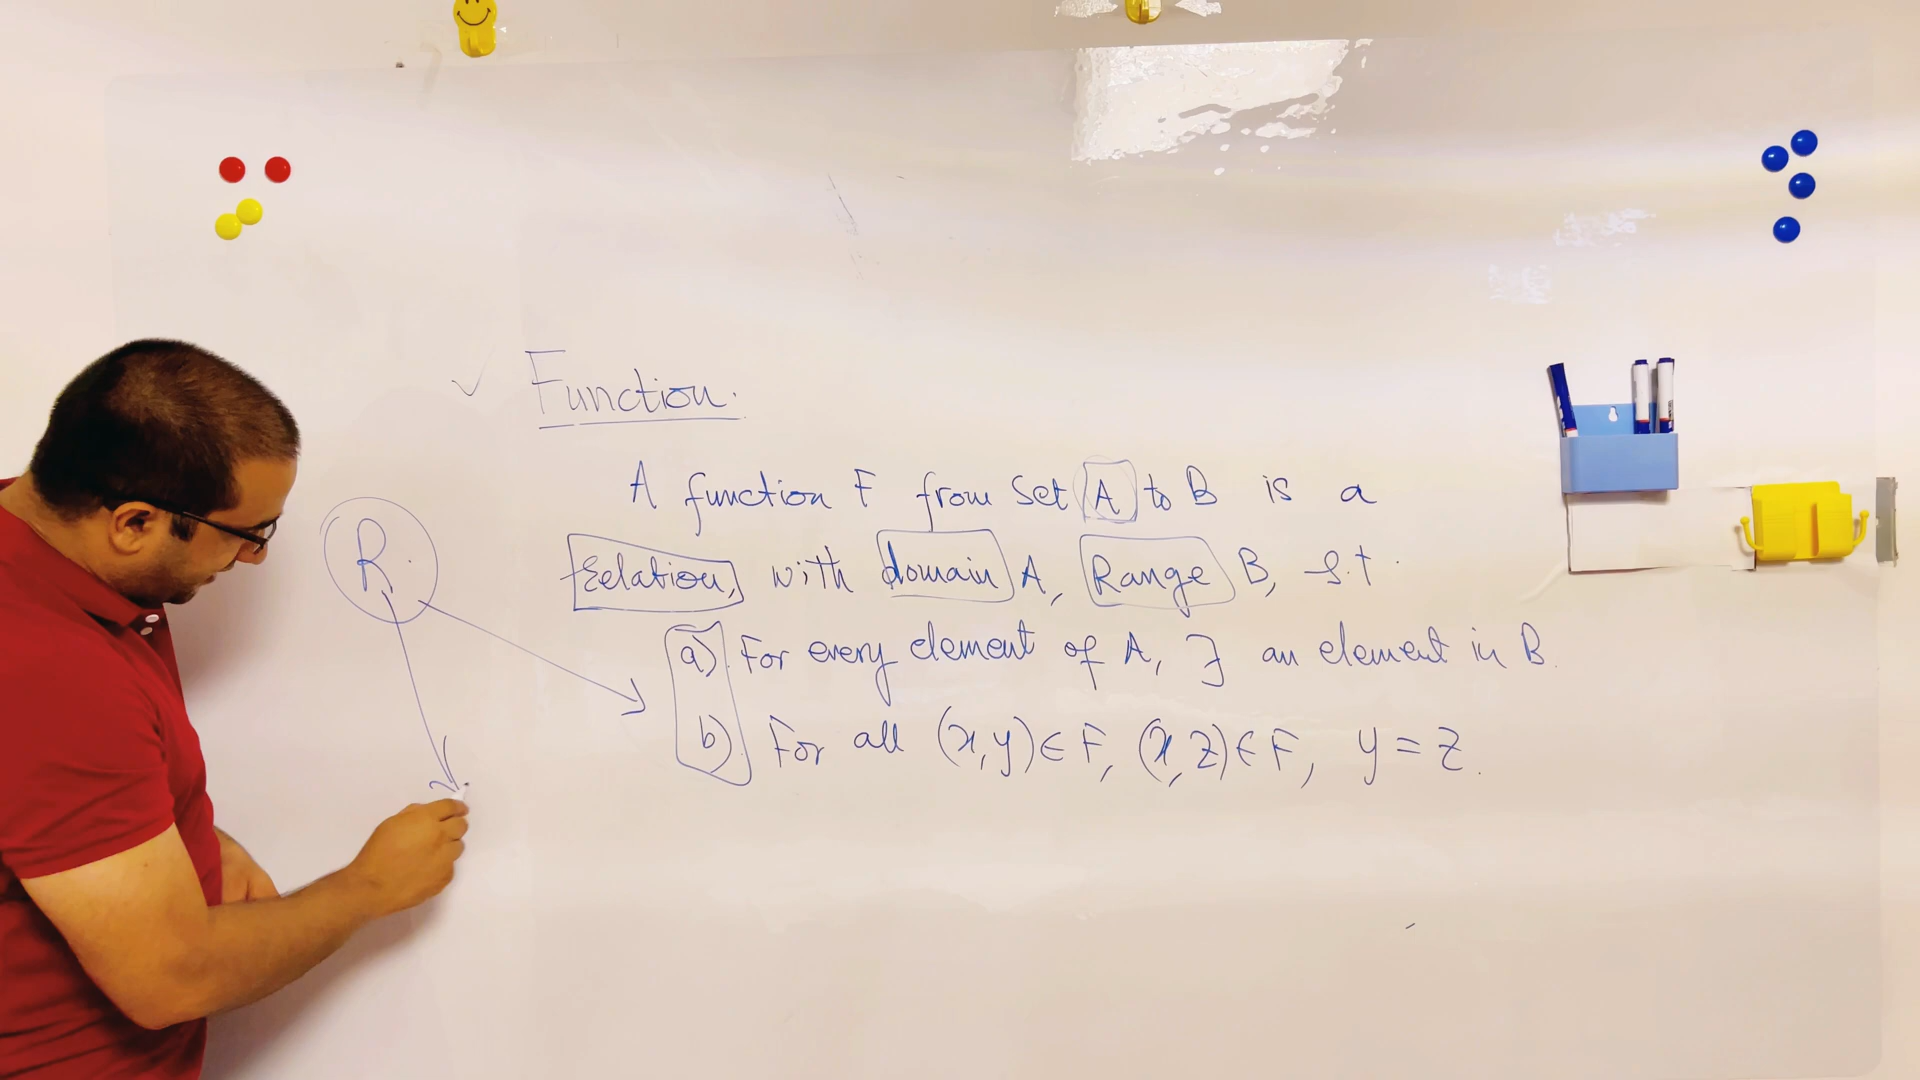 Function.
A function F from Set A to B is a
Relation, with domain A, Range B, s.t
a) For every element of A, ∃ an element in B.
b) For all (x,y)∈F, (x,z)∈F, y = z.
R